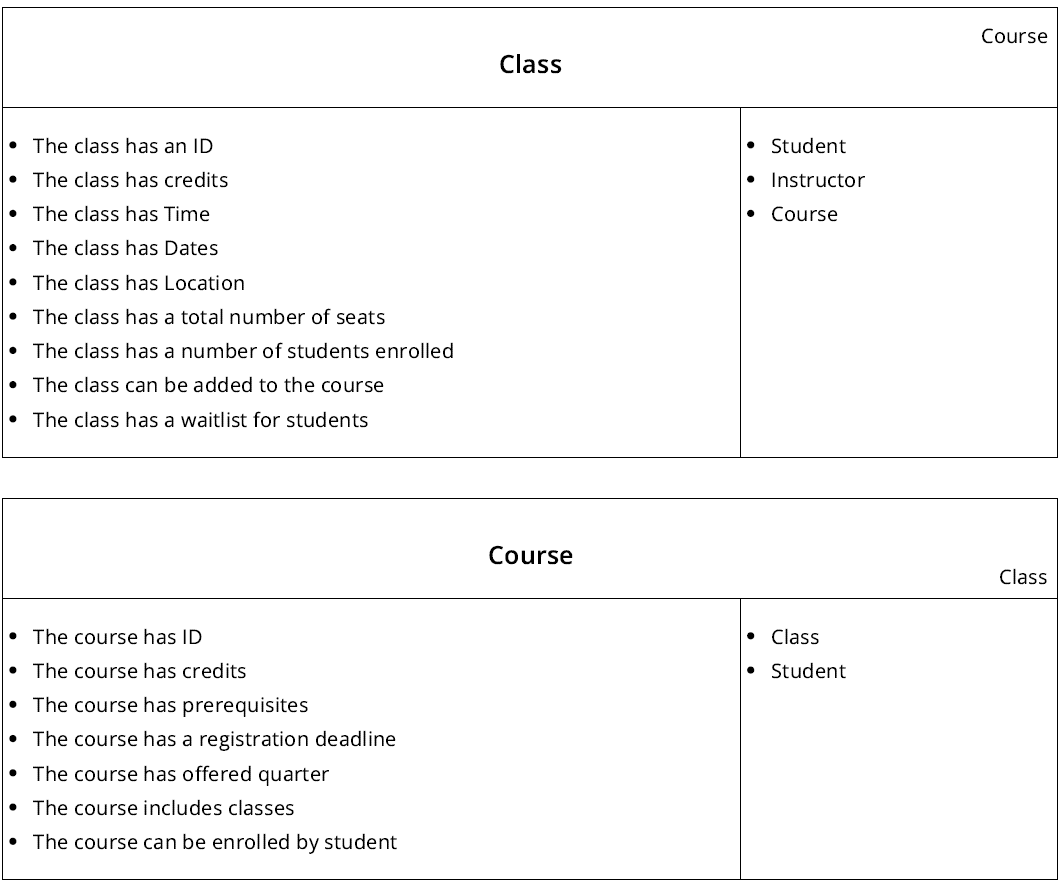 Course
Class
• The class has an ID
• The class has credits
• The class has Time
• The class has Dates
• The class has Location
• The class has a total number of seats
• The class has a number of students enrolled
• The class can be added to the course
• The class has a waitlist for students
• Student
• Instructor
• Course
Course
Class
• The course has ID
• The course has credits
• The course has prerequisites
• The course has a registration deadline
• The course has offered quarter
• The course includes classes
• The course can be enrolled by student
• Class
• Student